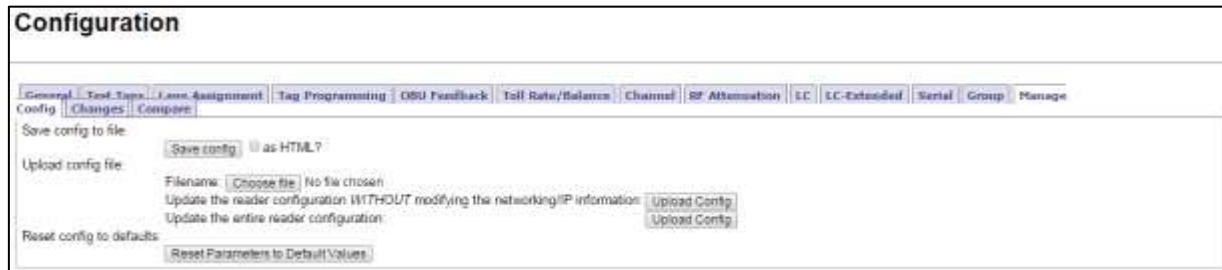 Configuration
General Test Tags Lane Assignment Tag Programming OBU Feedback Toll Rate/Balance Channel RF Attenuation LC LC-Extended Serial Group Manage
Config Changes Compare
Save config to file:
Save config as HTML?
Upload config file:
Filename: Choose file No file chosen
Update the reader configuration WITHOUT modifying the networking/IP information: Upload Config
Update the entire reader configuration: Upload Config
Reset config to defaults:
Reset Parameters to Default Values